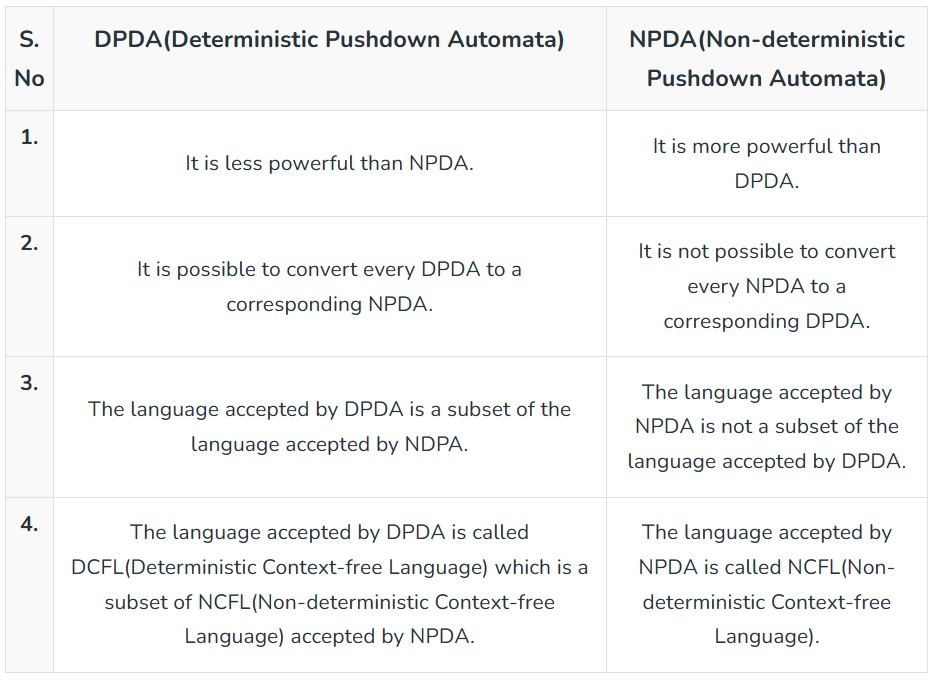 S.
No
DPDA(Deterministic Pushdown Automata)
NPDA(Non-deterministic
Pushdown Automata)
1.
It is less powerful than NPDA.
It is more powerful than
DPDA.
2.
It is possible to convert every DPDA to a
corresponding NPDA.
It is not possible to convert
every NPDA to a
corresponding DPDA.
3.
The language accepted by DPDA is a subset of the
language accepted by NDPA.
The language accepted by
NPDA is not a subset of the
language accepted by DPDA.
4.
The language accepted by DPDA is called
DCFL(Deterministic Context-free Language) which is a
subset of NCFL(Non-deterministic Context-free
Language) accepted by NPDA.
The language accepted by
NPDA is called NCFL(Non-
deterministic Context-free
Language).